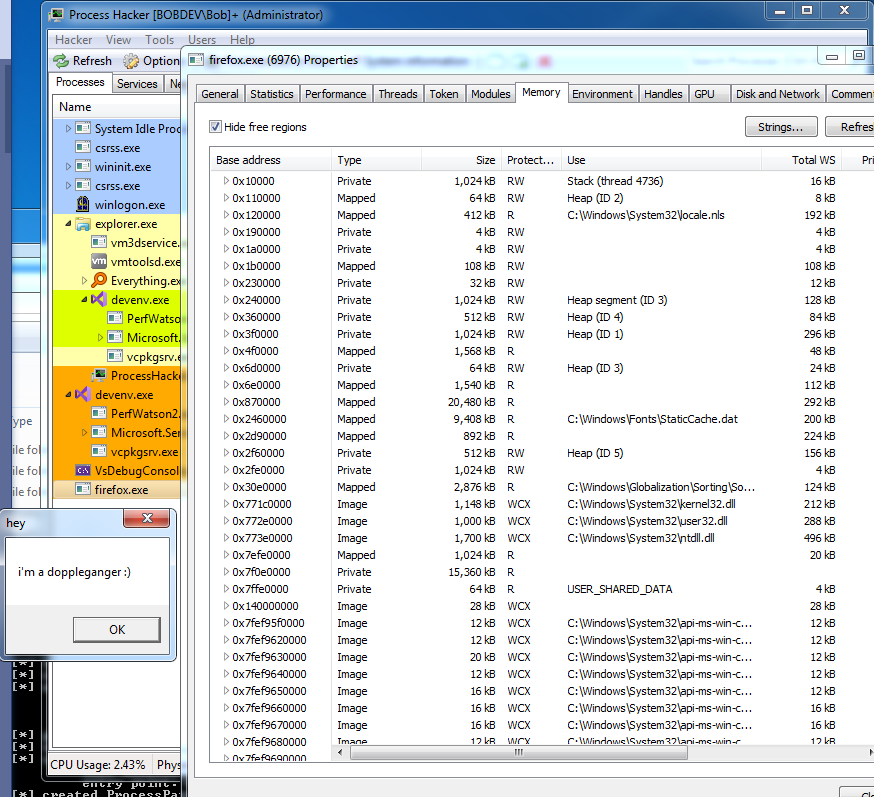 Process Hacker [BOBDEV\Bob]+ (Administrator)
Hacker View Tools Users Help
Refresh Option
Processes Services
Name
System Idle Proc
csrss.exe
wininit.exe
csrss.exe
winlogon.exe
explorer.exe
vm3dservice.
vmtoolsd.exe
Everything.ex
devenv.exe
PerfWatso
Microsoft.
vcpkgsrv.e
ProcessHacke
devenv.exe
PerfWatson2.
Microsoft.Ser
vcpkgsrv.exe
VsDebugConsol
firefox.exe
CPU Usage: 2.43% Phys
firefox.exe (6976) Properties
General Statistics Performance Threads Token Modules Memory Environment Handles GPU Disk and Network Comment
Hide free regions Strings... Refres
Base address Type Size Protect... Use Total WS Pri
0x10000 Private 1,024 kB RW Stack (thread 4736) 16 kB
0x110000 Mapped 64 kB RW Heap (ID 2) 8 kB
0x120000 Mapped 412 kB R C:\Windows\System32\locale.nls 192 kB
0x190000 Private 4 kB RW 4 kB
0x1a0000 Private 4 kB RW 4 kB
0x1b0000 Mapped 108 kB RW 108 kB
0x230000 Private 32 kB RW 12 kB
0x240000 Private 1,024 kB RW Heap segment (ID 3) 128 kB
0x360000 Private 512 kB RW Heap (ID 4) 84 kB
0x3f0000 Private 1,024 kB RW Heap (ID 1) 296 kB
0x4f0000 Mapped 1,568 kB R 48 kB
0x6d0000 Private 64 kB RW Heap (ID 3) 24 kB
0x6e0000 Mapped 1,540 kB R 112 kB
0x870000 Mapped 20,480 kB R 292 kB
0x2460000 Mapped 9,408 kB R C:\Windows\Fonts\StaticCache.dat 200 kB
0x2d90000 Mapped 892 kB R 224 kB
0x2f60000 Private 512 kB RW Heap (ID 5) 156 kB
0x2fe0000 Private 1,024 kB RW 4 kB
0x30e0000 Mapped 2,876 kB R C:\Windows\Globalization\Sorting\So... 124 kB
0x771c0000 Image 1,148 kB WCX C:\Windows\System32\kernel32.dll 212 kB
0x772e0000 Image 1,000 kB WCX C:\Windows\System32\user32.dll 288 kB
0x773e0000 Image 1,700 kB WCX C:\Windows\System32\ntdll.dll 496 kB
0x7efe0000 Mapped 1,024 kB R 20 kB
0x7f0e0000 Private 15,360 kB R
0x7ffe0000 Private 64 kB R USER_SHARED_DATA 4 kB
0x140000000 Image 28 kB WCX 28 kB
0x7fef95f0000 Image 12 kB WCX C:\Windows\System32\api-ms-win-c... 12 kB
0x7fef9620000 Image 12 kB WCX C:\Windows\System32\api-ms-win-c... 12 kB
0x7fef9630000 Image 20 kB WCX C:\Windows\System32\api-ms-win-c... 12 kB
0x7fef9640000 Image 12 kB WCX C:\Windows\System32\api-ms-win-c... 12 kB
0x7fef9650000 Image 16 kB WCX C:\Windows\System32\api-ms-win-c... 12 kB
0x7fef9660000 Image 16 kB WCX C:\Windows\System32\api-ms-win-c... 16 kB
0x7fef9670000 Image 16 kB WCX C:\Windows\System32\api-ms-win-c... 12 kB
0x7fef9680000 Image 12 kB WCX C:\Windows\System32\api-ms-win-c 12 kB
0x7fef9690000
hey
i'm a doppleganger :)
OK
ype
ile fol
ile fol
ile fol
[*]
[*]
[*]
[*]
[*]
[*]
entry point:
[*] created ProcessPa